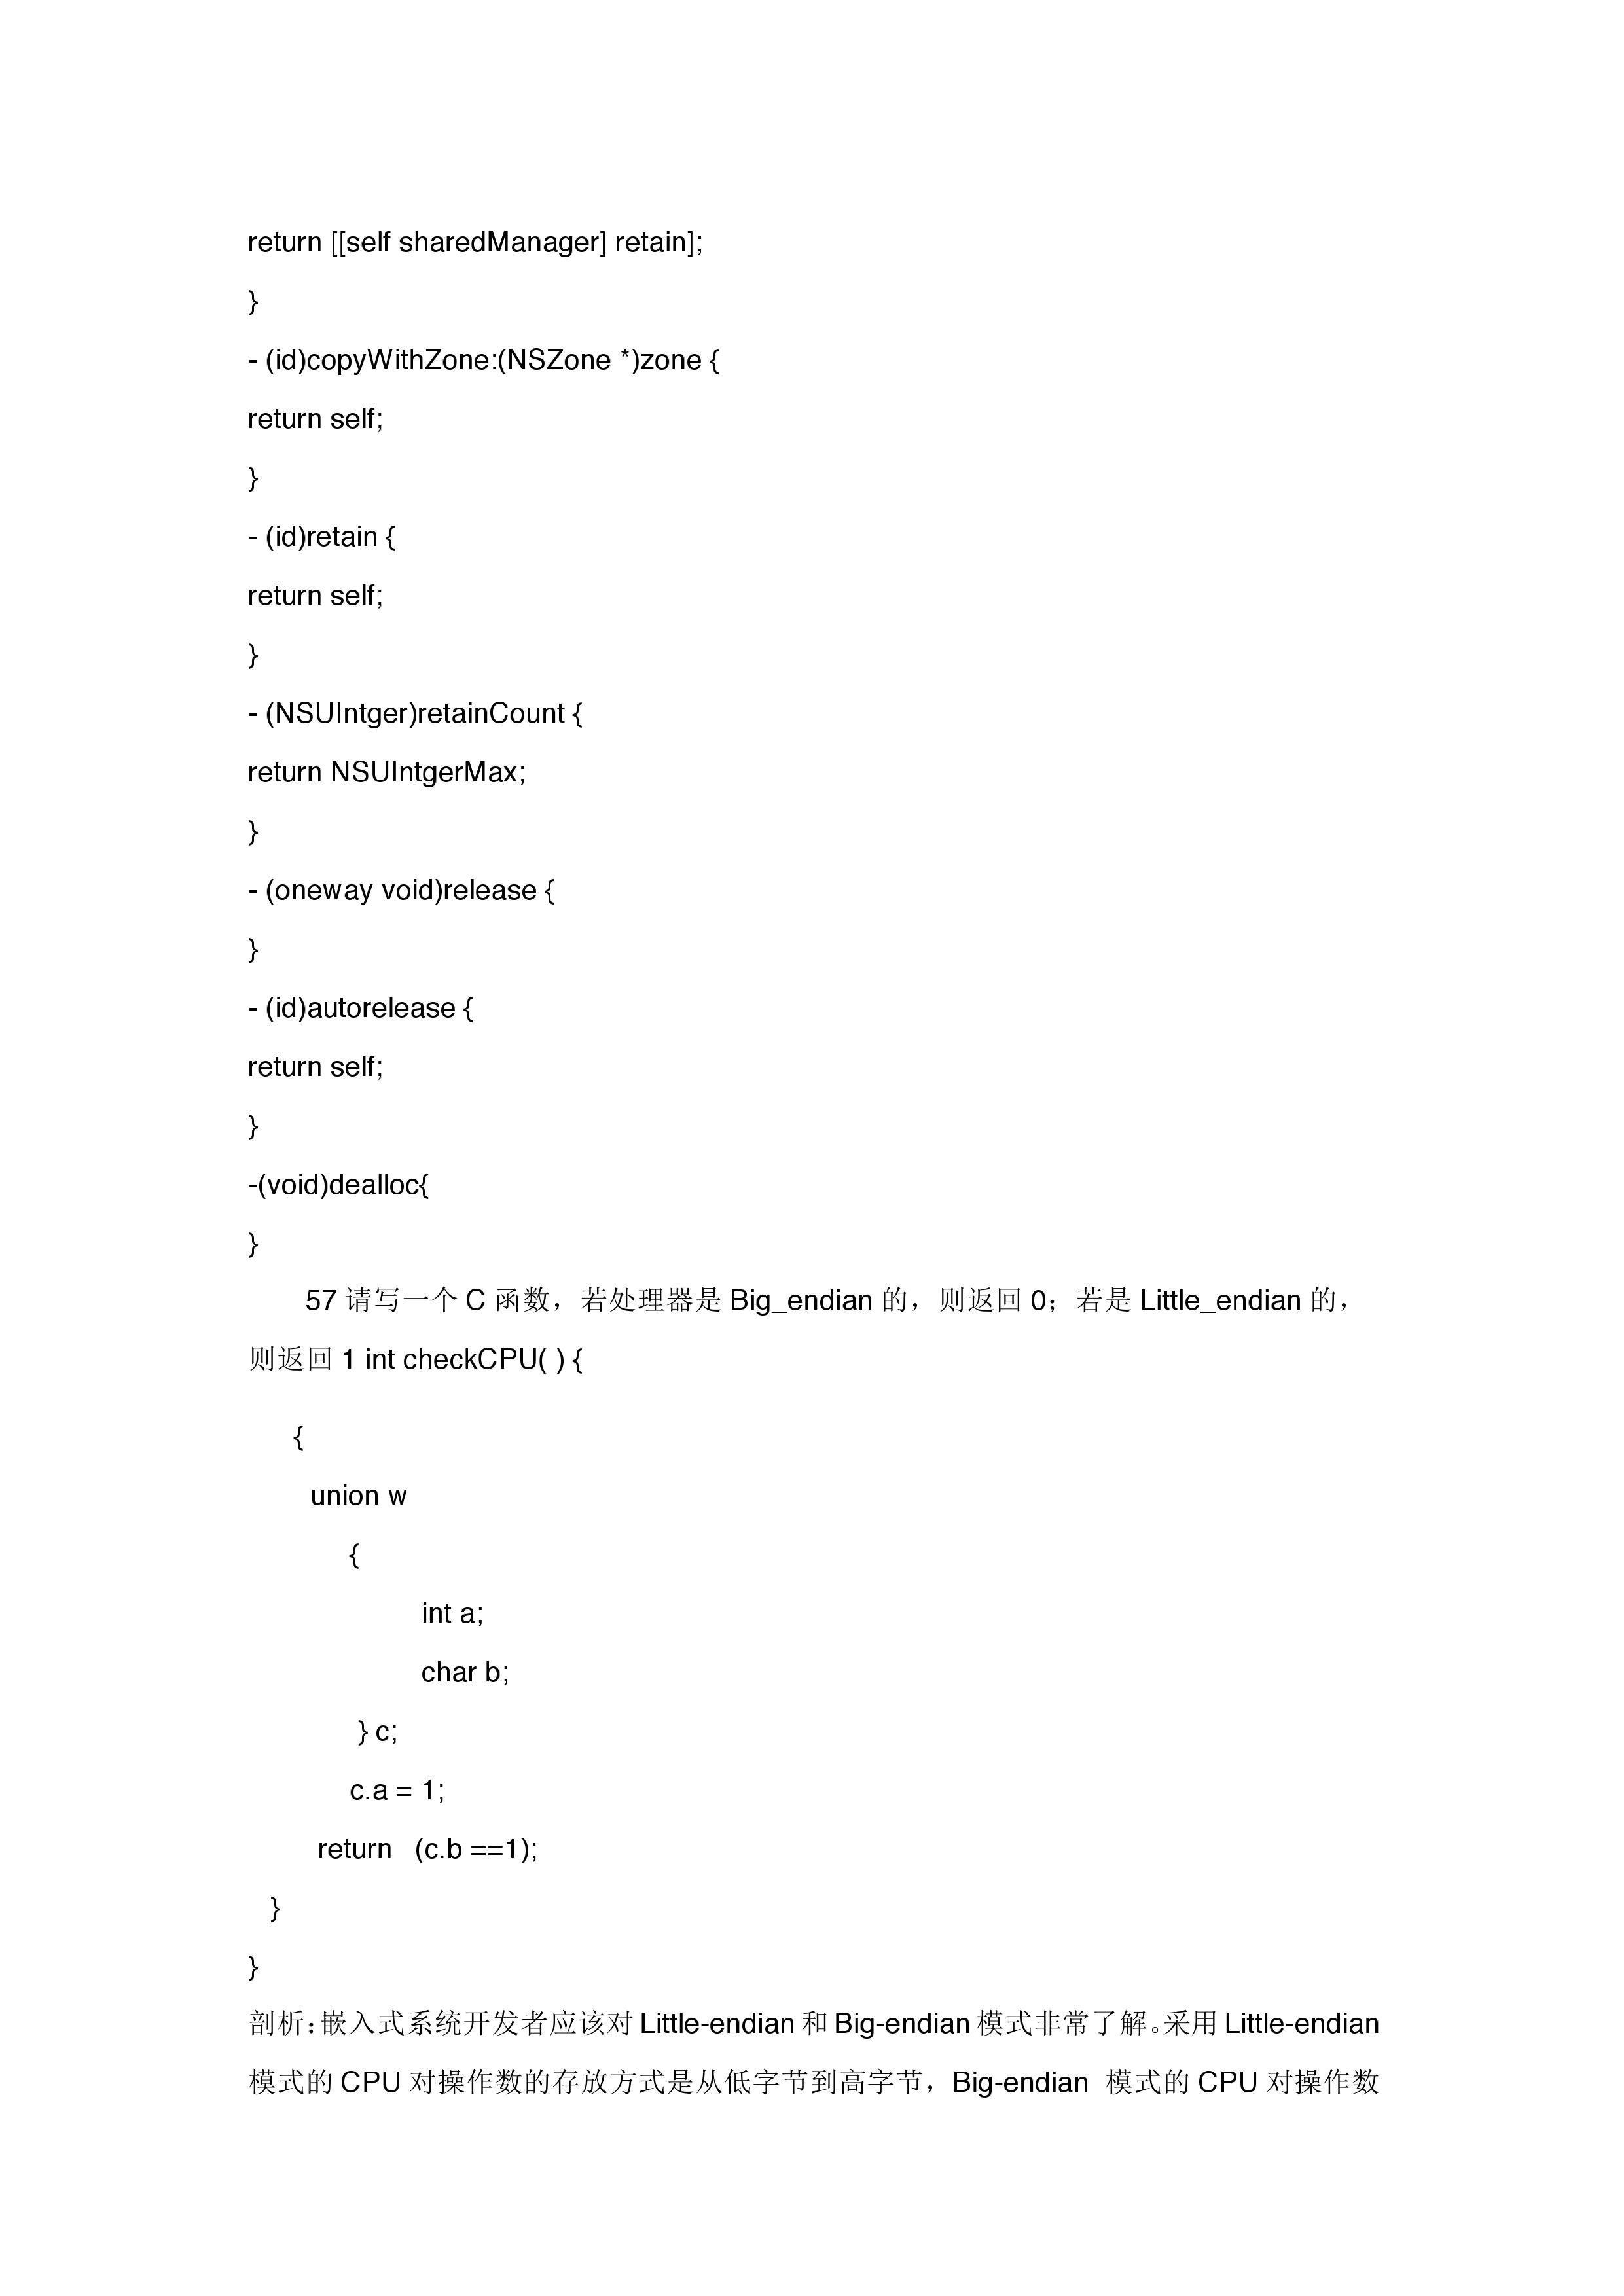 return [[self sharedManager] retain];
}
- (id)copyWithZone:(NSZone *)zone {
return self;
}
- (id)retain {
return self;
}
- (NSUIntger)retainCount {
return NSUIntgerMax;
}
- (oneway void)release {
}
- (id)autorelease {
return self;
}
-(void)dealloc{
}
57 请写一个 C 函数，若处理器是 Big_endian 的，则返回 0；若是 Little_endian 的，
则返回 1 int checkCPU( ) {
{
union w
{
int a;
char b;
} c;
c.a = 1;
return (c.b ==1);
}
}
剖析：嵌入式系统开发者应该对 Little-endian 和 Big-endian 模式非常了解。采用 Little-endian
模式的 CPU 对操作数的存放方式是从低字节到高字节，Big-endian 模式的 CPU 对操作数